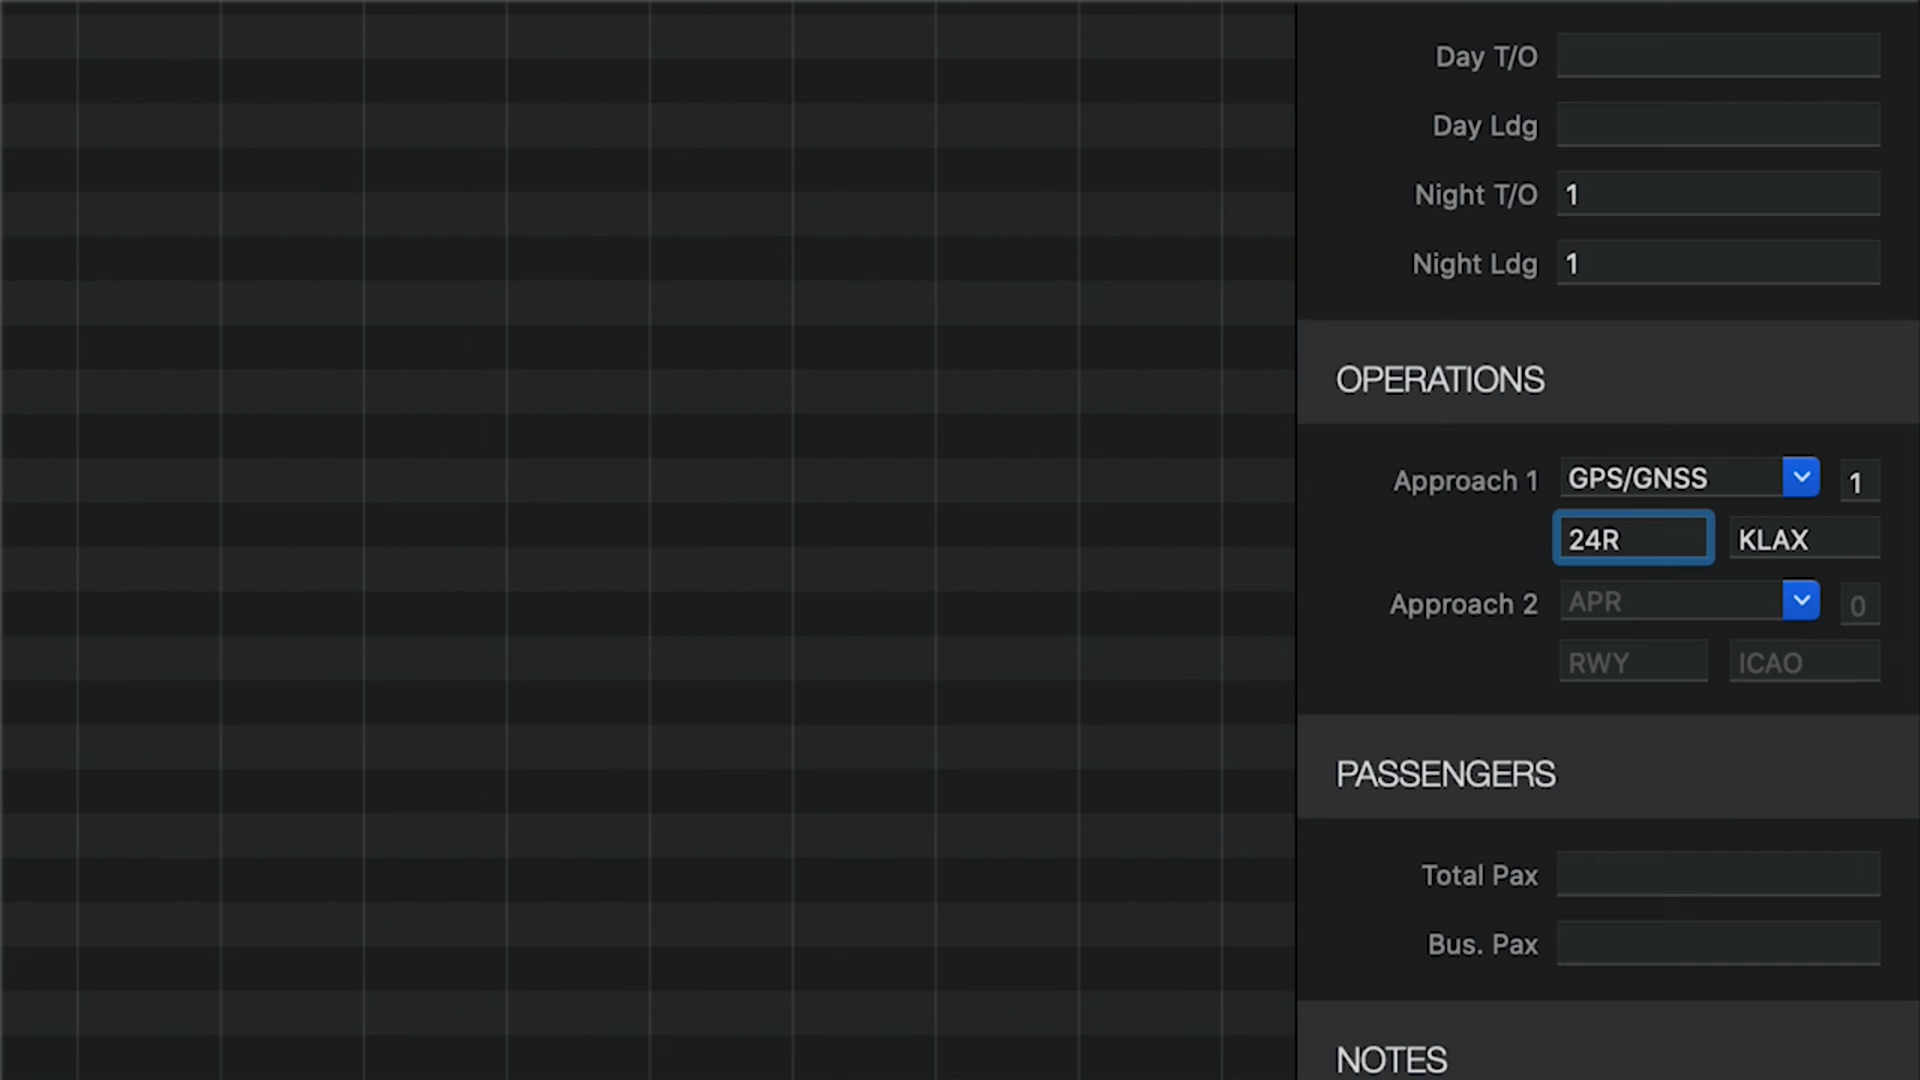 Day T/O
Day Ldg
Night T/O 1
Night Ldg 1
OPERATIONS
Approach 1 GPS/GNSS 1
24R KLAX
Approach 2 APR 0
RWY ICAO
PASSENGERS
Total Pax
Bus. Pax
NOTES